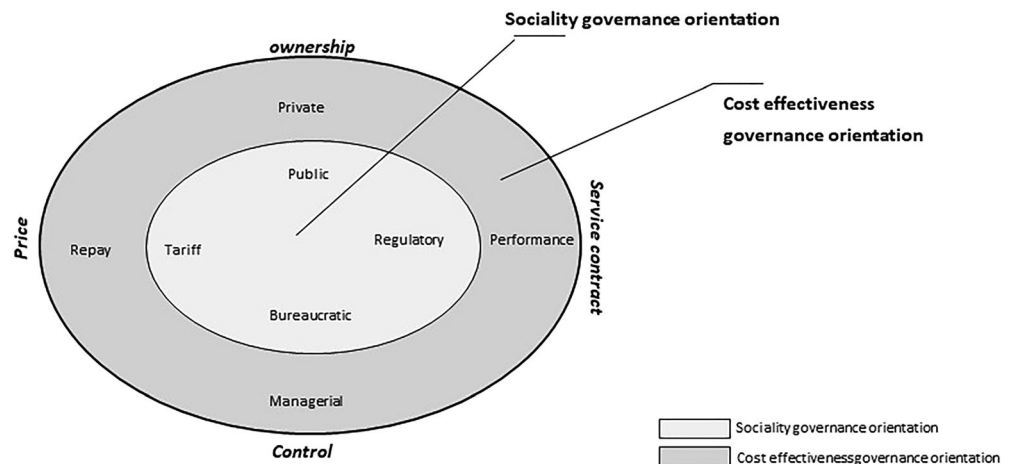 Sociality governance orientation
ownership
Cost effectiveness
governance orientation
Private
Public
Price
Repay
Tariff
Regulatory
Performance
Service contract
Bureaucratic
Managerial
Control
Sociality governance orientation
Cost effectivenessgovernance orientation